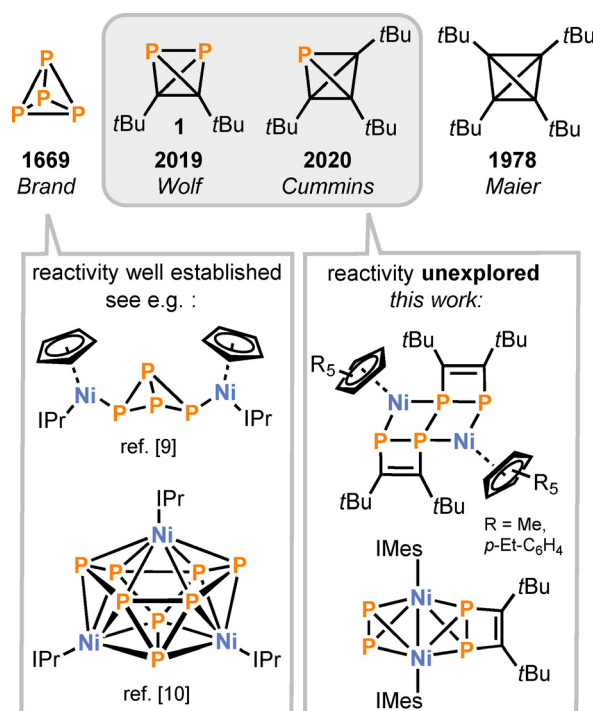 P P P P
1669
Brand
P P
tBu 1 tBu
2019
Wolf
tBu
P
tBu tBu
2020
Cummins
tBu tBu
tBu tBu
1978
Maier
reactivity well established
see e.g. :
P
Ni Ni
IPr P P P IPr
ref. [9]
IPr
Ni
P P P P
P P
P
Ni Ni
IPr P IPr
ref. [10]
reactivity unexplored
this work:
tBu tBu
R5
Ni P P
P P Ni
R5
tBu tBu
R = Me,
p-Et-C6H4
IMes
Ni
tBu
P P
P P
Ni
tBu
IMes